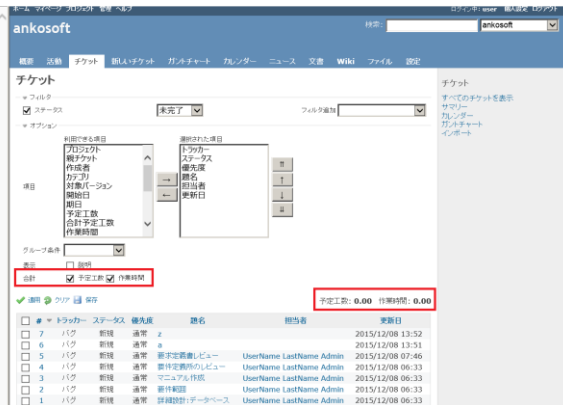 ホーム マイページ プロジェクト 管理 ヘルプ ログイン中: user 個人設定 ログアウト
ankosoft 検索: ankosoft
概要 活動 チケット 新しいチケット ガントチャート カレンダー ニュース 文書 Wiki ファイル 設定
チケット
チケット
すべてのチケットを表示
サマリー
カレンダー
ガントチャート
インポート
フィルタ
ステータス 未完了 フィルタ追加
オプション
利用できる項目 選択された項目
項目
プロジェクト
親チケット
作成者
カテゴリ
対象バージョン
開始日
期日
予定工数
合計予定工数
作業時間
トラッカー
ステータス
優先度
題名
担当者
更新日
グループ条件
表示 説明
合計 予定工数 作業時間
適用 クリア 保存
予定工数: 0.00 作業時間: 0.00
# トラッカー ステータス 優先度 題名 担当者 更新日
7 バグ 新規 通常 z 2015/12/08 13:52
6 バグ 新規 通常 a 2015/12/08 13:51
5 バグ 新規 通常 要求定義書レビュー UserName LastName Admin 2015/12/08 07:46
4 バグ 新規 通常 要件定義所のレビュー UserName LastName Admin 2015/12/08 06:33
3 バグ 新規 通常 マニュアル作成 UserName LastName Admin 2015/12/08 06:33
2 バグ 新規 通常 要件範囲 UserName LastName Admin 2015/12/08 06:33
1 バグ 新規 通常 詳細設計:データベース UserName LastName Admin 2015/12/08 06:33